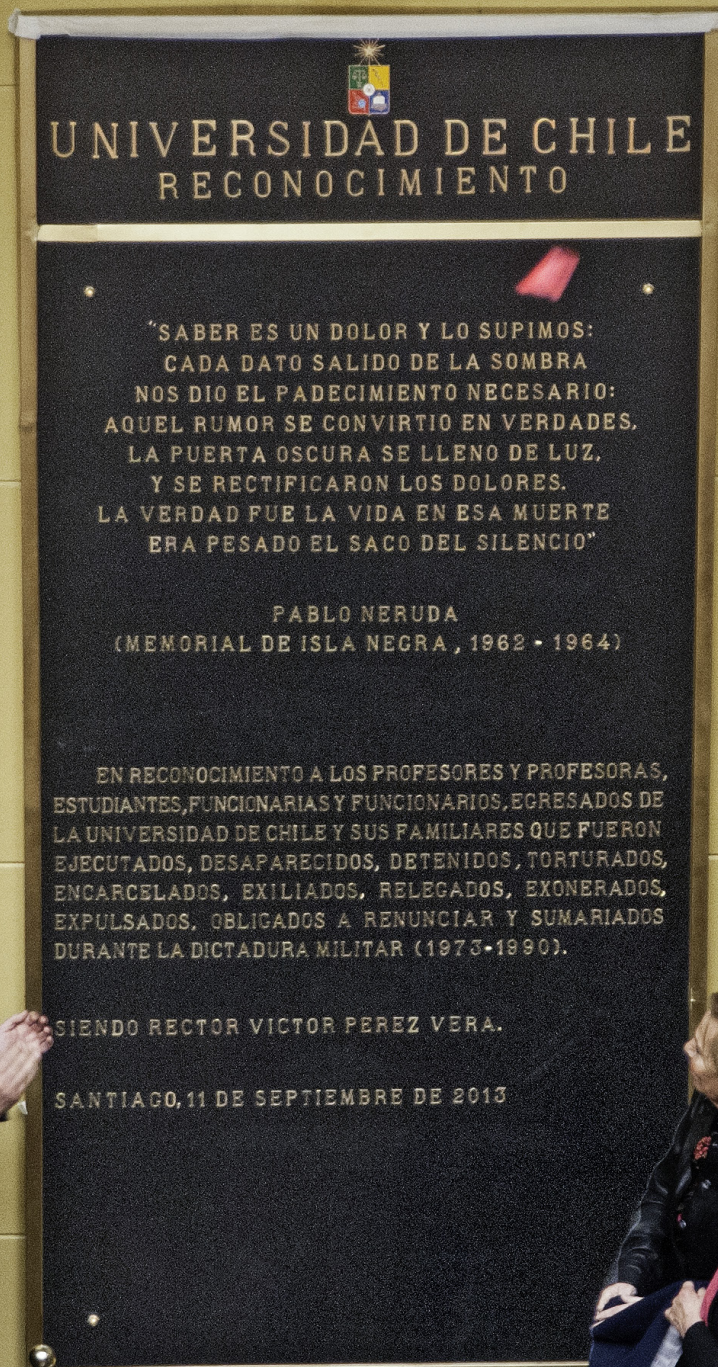 UNIVERSIDAD DE CHILE
RECONOCIMIENTO
"SABER ES UN DOLOR Y LO SUPIMOS:
CADA DATO SALIDO DE LA SOMBRA
NOS DIO EL PADECIMIENTO NECESARIO:
AQUEL RUMOR SE CONVIRTIO EN VERDADES,
LA PUERTA OSCURA SE LLENO DE LUZ,
Y SE RECTIFICARON LOS DOLORES.
LA VERDAD FUE LA VIDA EN ESA MUERTE
ERA PESADO EL SACO DEL SILENCIO"
PABLO NERUDA
(MEMORIAL DE ISLA NEGRA, 1962 - 1964)
EN RECONOCIMIENTO A LOS PROFESORES Y PROFESORAS,
ESTUDIANTES, FUNCIONARIAS Y FUNCIONARIOS, EGRESADOS DE
LA UNIVERSIDAD DE CHILE Y SUS FAMILIARES QUE FUERON
EJECUTADOS, DESAPARECIDOS, DETENIDOS, TORTURADOS,
ENCARCELADOS, EXILIADOS, RELEGADOS, EXONERADOS,
EXPULSADOS, OBLIGADOS A RENUNCIAR Y SUMARIADOS
DURANTE LA DICTADURA MILITAR (1973-1990).
SIENDO RECTOR VICTOR PEREZ VERA.
SANTIAGO, 11 DE SEPTIEMBRE DE 2013